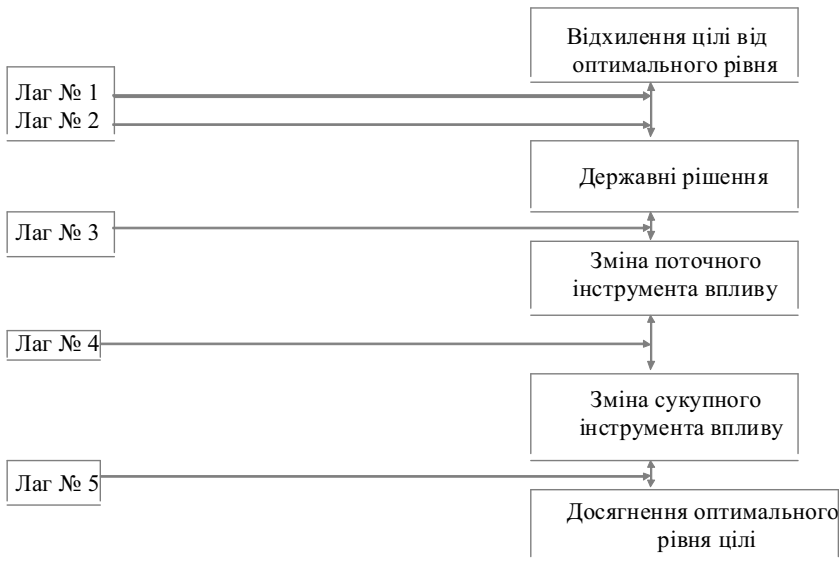 Відхилення цілі від
оптимального рівня
Лаг № 1
Лаг № 2
Державні рішення
Лаг № 3
Зміна поточного
інструмента впливу
Лаг № 4
Зміна сукупного
інструмента впливу
Лаг № 5
Досягнення оптимального
рівня цілі